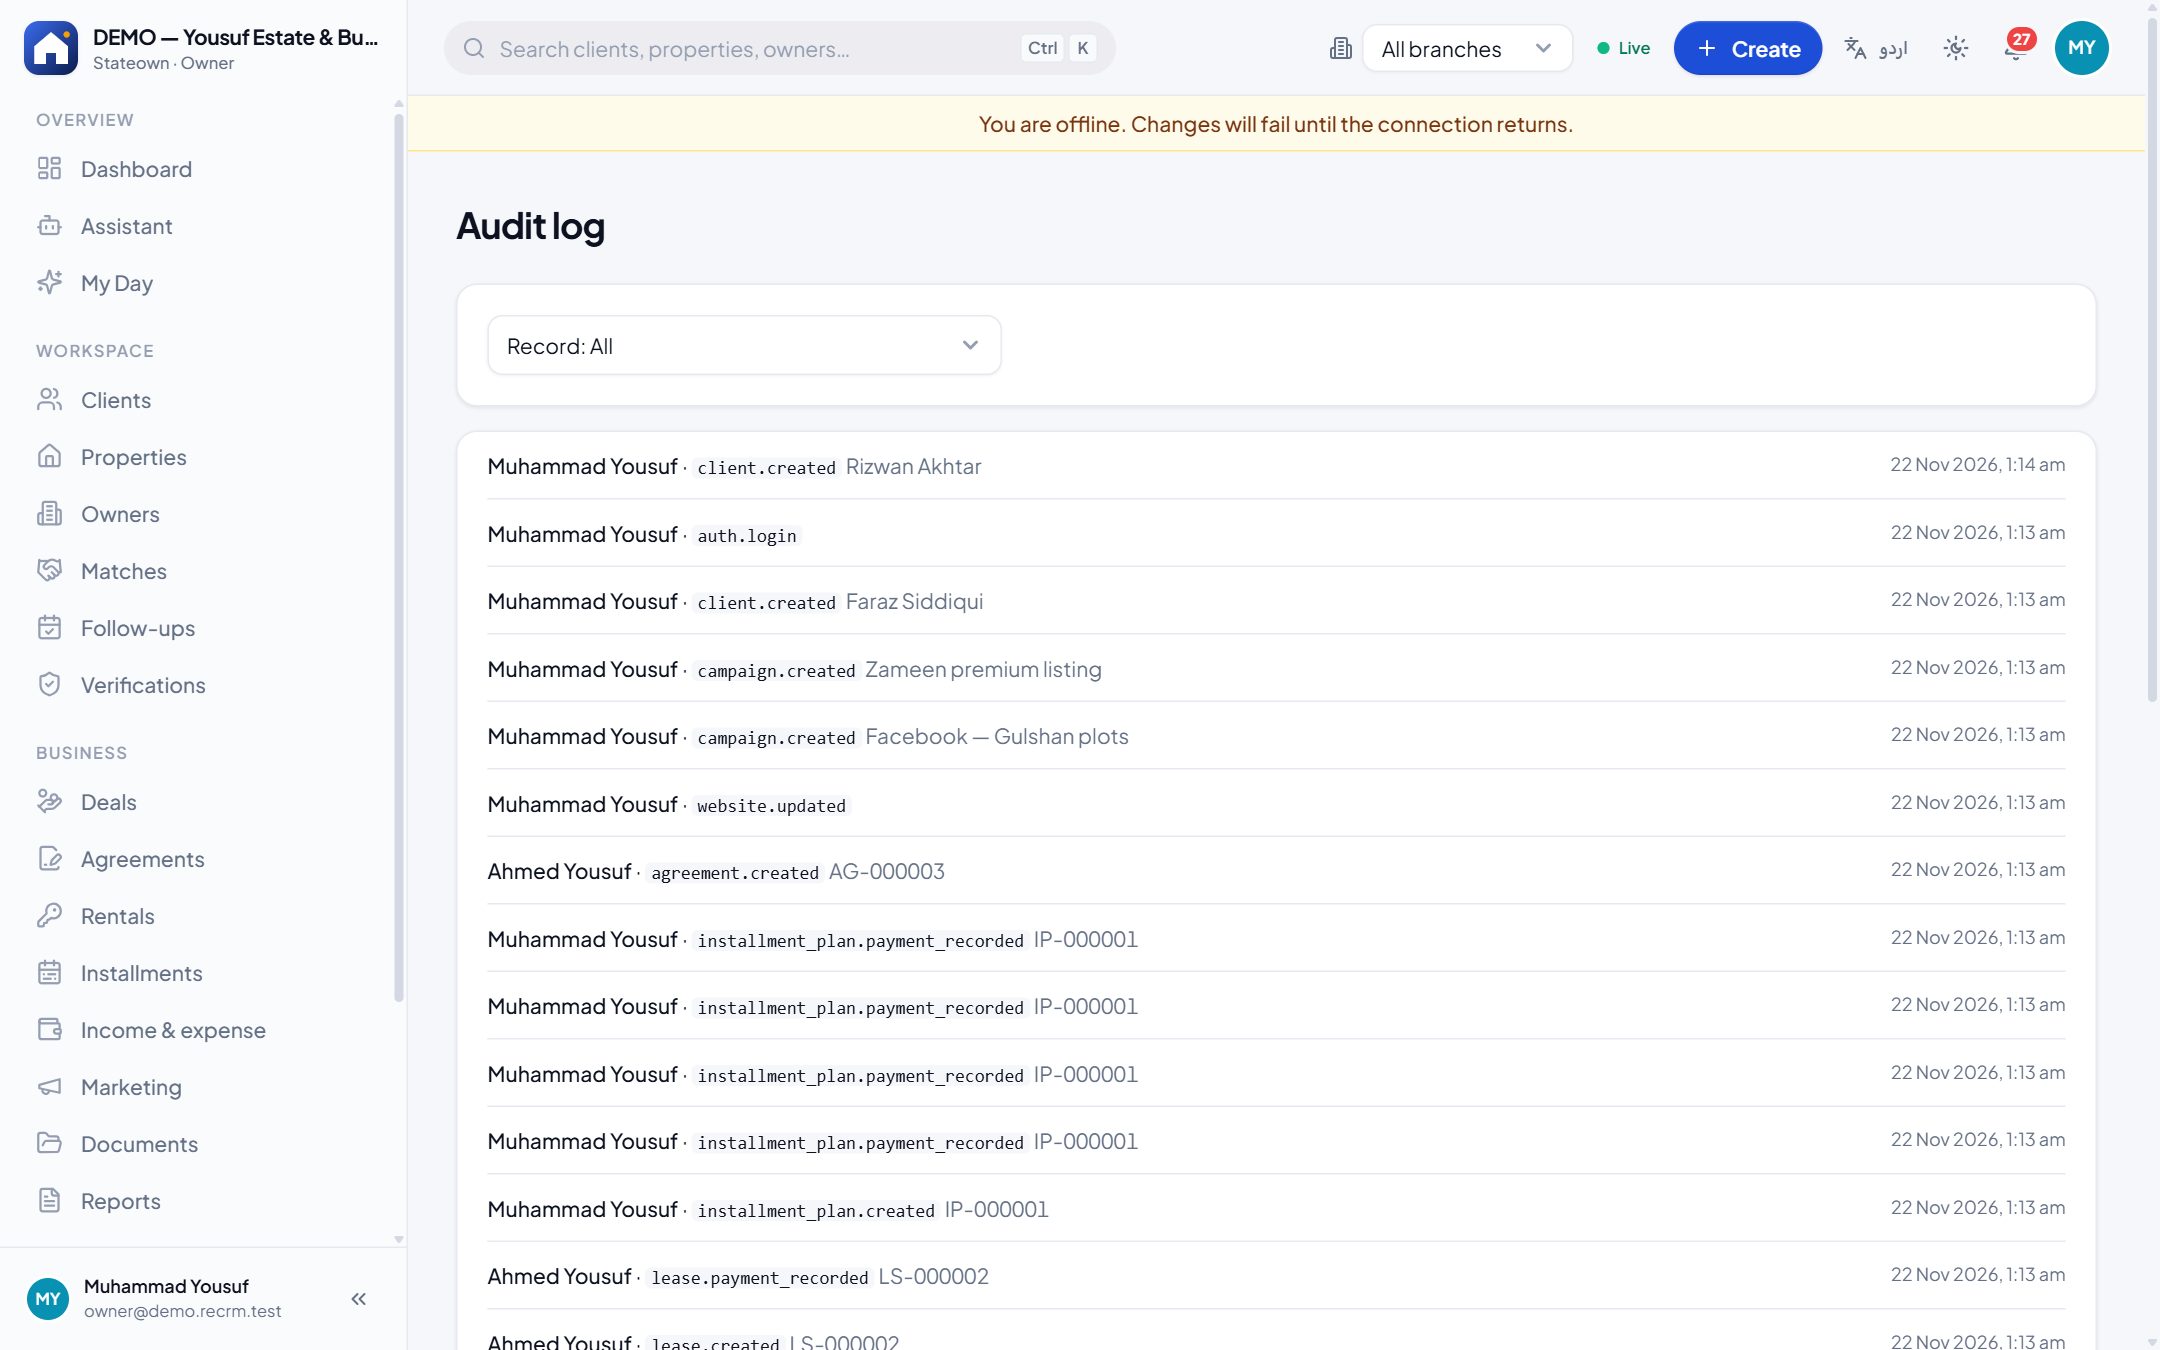 DEMO — Yousuf Estate & Bu...
Stateown · Owner
OVERVIEW
Dashboard
Assistant
My Day
WORKSPACE
Clients
Properties
Owners
Matches
Follow-ups
Verifications
BUSINESS
Deals
Agreements
Rentals
Installments
Income & expense
Marketing
Documents
Reports
MY
Muhammad Yousuf
owner@demo.recrm.test
Search clients, properties, owners... Ctrl K
All branches
Live
Create
اردو
27
MY
You are offline. Changes will fail until the connection returns.
Audit log
Record: All
Muhammad Yousuf · client.created Rizwan Akhtar 22 Nov 2026, 1:14 am
Muhammad Yousuf · auth.login 22 Nov 2026, 1:13 am
Muhammad Yousuf · client.created Faraz Siddiqui 22 Nov 2026, 1:13 am
Muhammad Yousuf · campaign.created Zameen premium listing 22 Nov 2026, 1:13 am
Muhammad Yousuf · campaign.created Facebook — Gulshan plots 22 Nov 2026, 1:13 am
Muhammad Yousuf · website.updated 22 Nov 2026, 1:13 am
Ahmed Yousuf · agreement.created AG-000003 22 Nov 2026, 1:13 am
Muhammad Yousuf · installment_plan.payment_recorded IP-000001 22 Nov 2026, 1:13 am
Muhammad Yousuf · installment_plan.payment_recorded IP-000001 22 Nov 2026, 1:13 am
Muhammad Yousuf · installment_plan.payment_recorded IP-000001 22 Nov 2026, 1:13 am
Muhammad Yousuf · installment_plan.payment_recorded IP-000001 22 Nov 2026, 1:13 am
Muhammad Yousuf · installment_plan.created IP-000001 22 Nov 2026, 1:13 am
Ahmed Yousuf · lease.payment_recorded LS-000002 22 Nov 2026, 1:13 am
Ahmed Yousuf · lease.created LS-000002 22 Nov 2026, 1:13 am